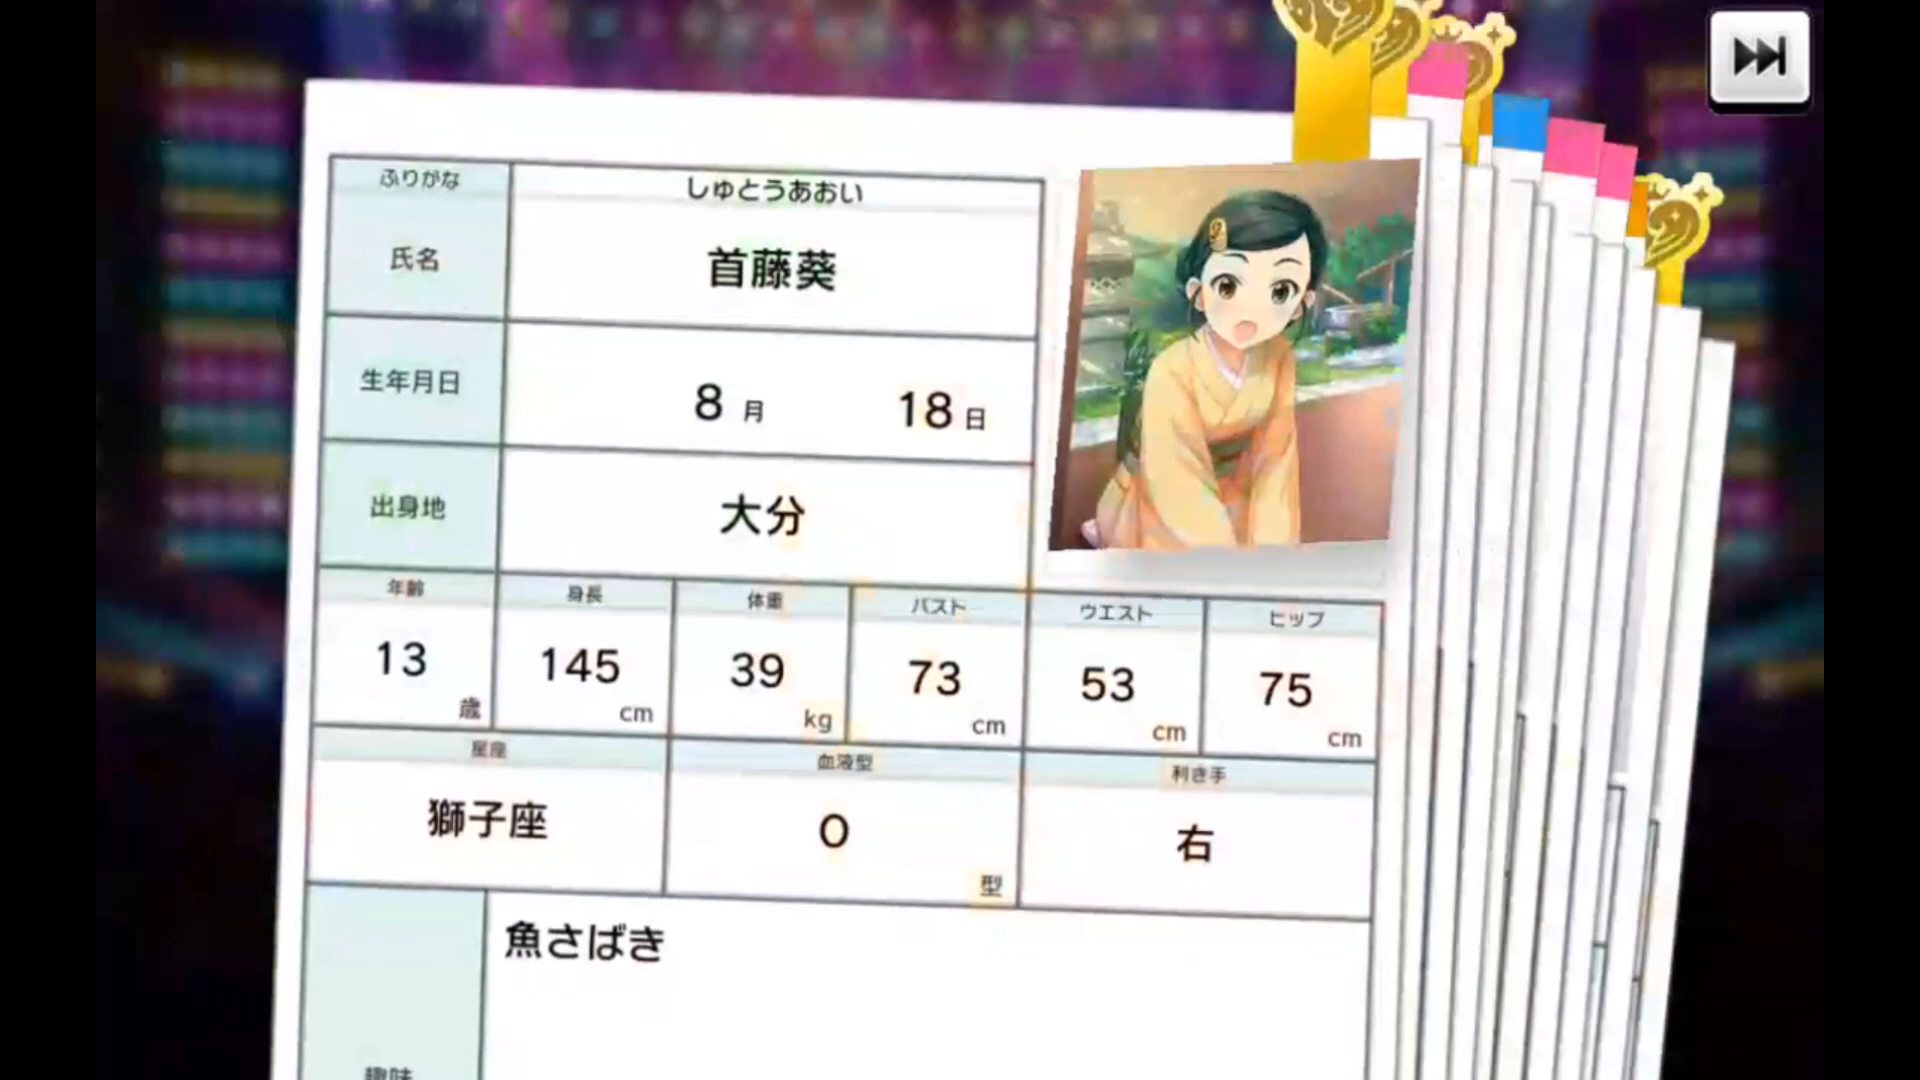 ふりがな
しゅとうあおい
氏名
首藤葵
生年月日
8 月 18 日
出身地
大分
年齢 身長 体重 バスト ウエスト ヒップ
13 歳 145 cm 39 kg 73 cm 53 cm 75 cm
星座 血液型 利き手
獅子座 O 型 右
魚さばき
趣味